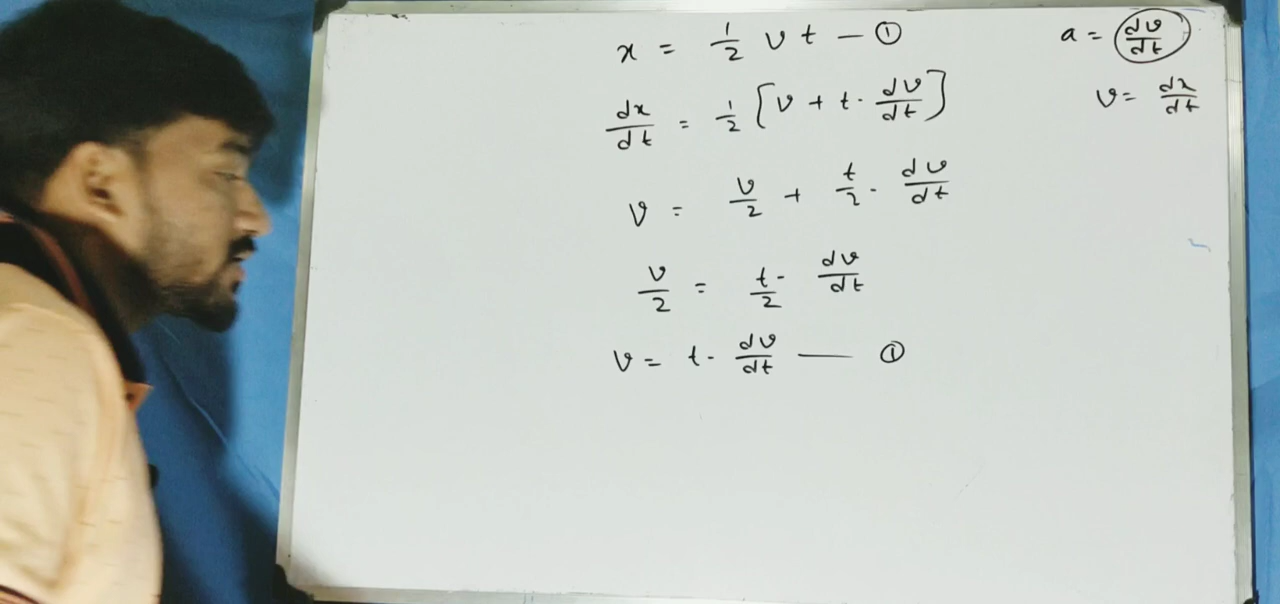 x = 1/2 v t — ①
a = dv/dt
dx/dt = 1/2 [v + t · dv/dt]
v = dx/dt
v = v/2 + t/2 · dv/dt
v/2 = t/2 · dv/dt
v = t · dv/dt — ①